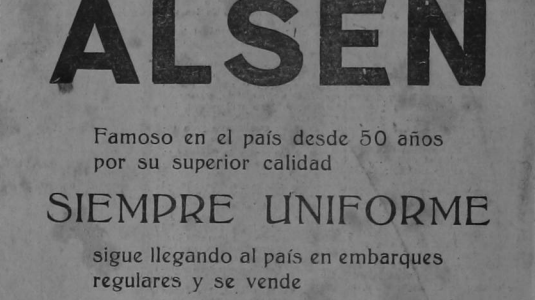 ALSEN
Famoso en el país desde 50 años
por su superior calidad
SIEMPRE UNIFORME
sigue llegando al país en embarques
regulares y se vende